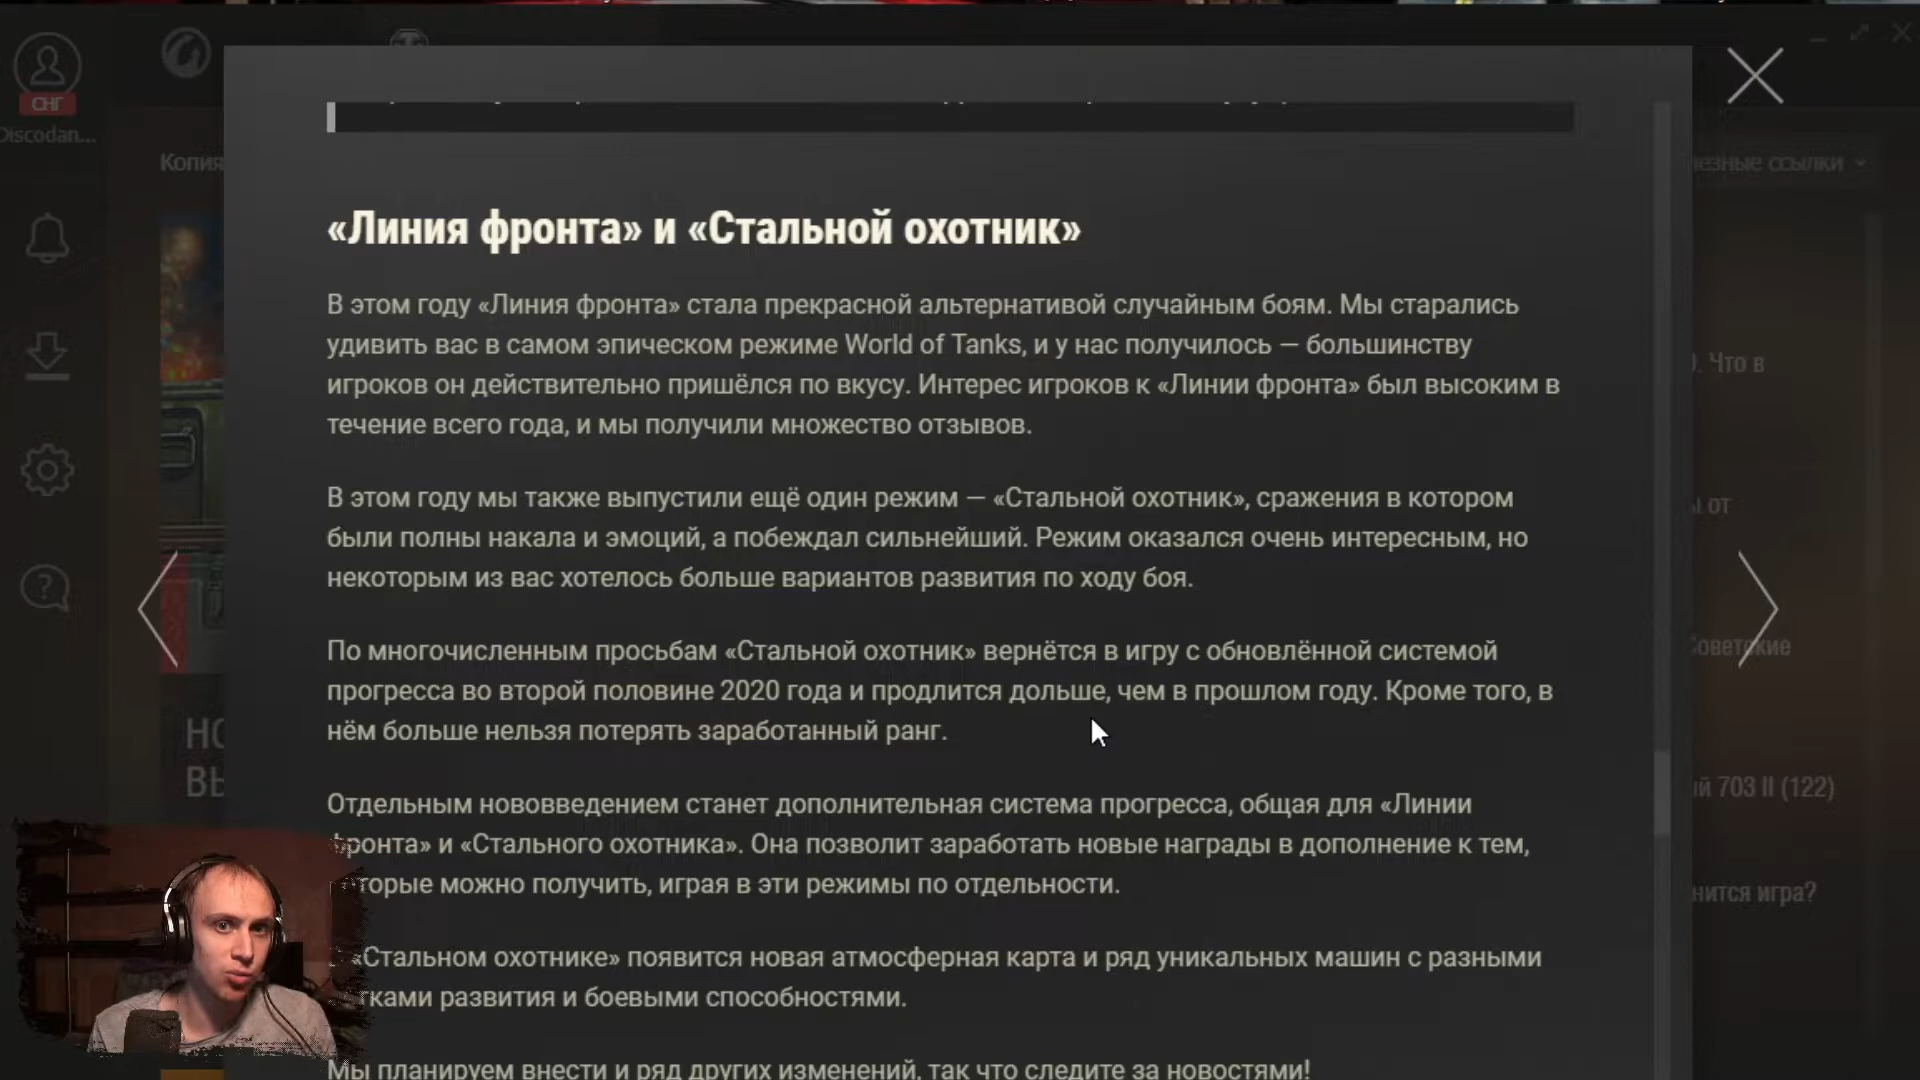 СНГ
Discodan...
Копия
езные ссылки
«Линия фронта» и «Стальной охотник»
В этом году «Линия фронта» стала прекрасной альтернативой случайным боям. Мы старались
удивить вас в самом эпическом режиме World of Tanks, и у нас получилось — большинству
игроков он действительно пришёлся по вкусу. Интерес игроков к «Линии фронта» был высоким в
течение всего года, и мы получили множество отзывов.
). Что в
В этом году мы также выпустили ещё один режим — «Стальной охотник», сражения в котором
были полны накала и эмоций, а побеждал сильнейший. Режим оказался очень интересным, но
некоторым из вас хотелось больше вариантов развития по ходу боя.
ы от
По многочисленным просьбам «Стальной охотник» вернётся в игру с обновлённой системой
прогресса во второй половине 2020 года и продлится дольше, чем в прошлом году. Кроме того, в
нём больше нельзя потерять заработанный ранг.
Советские
НО
ВЫ
Отдельным нововведением станет дополнительная система прогресса, общая для «Линии
фронта» и «Стального охотника». Она позволит заработать новые награды в дополнение к тем,
торые можно получить, играя в эти режимы по отдельности.
й 703 II (122)
нится игра?
«Стальном охотнике» появится новая атмосферная карта и ряд уникальных машин с разными
тками развития и боевыми способностями.
Мы планируем внести и ряд других изменений, так что следите за новостями!